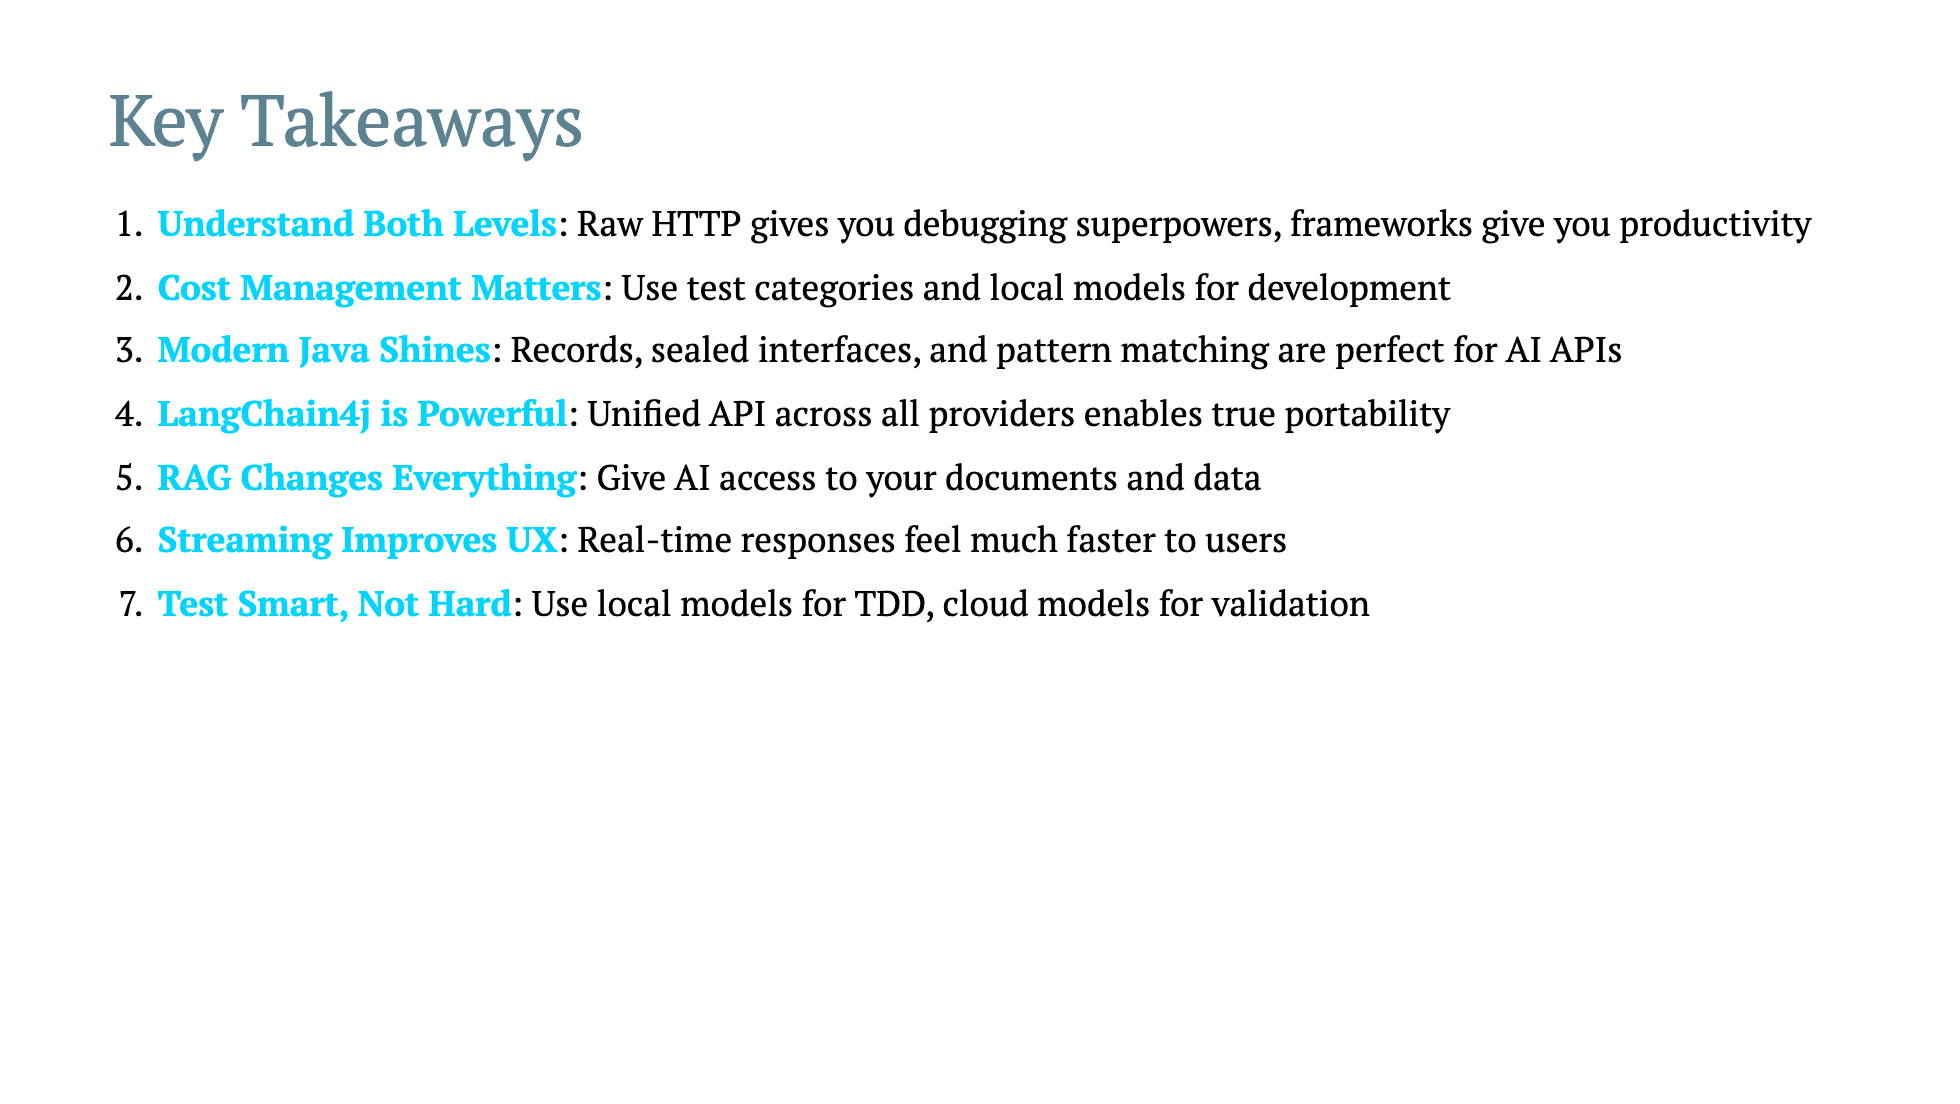 Key Takeaways
1. Understand Both Levels: Raw HTTP gives you debugging superpowers, frameworks give you productivity
2. Cost Management Matters: Use test categories and local models for development
3. Modern Java Shines: Records, sealed interfaces, and pattern matching are perfect for AI APIs
4. LangChain4j is Powerful: Unified API across all providers enables true portability
5. RAG Changes Everything: Give AI access to your documents and data
6. Streaming Improves UX: Real-time responses feel much faster to users
7. Test Smart, Not Hard: Use local models for TDD, cloud models for validation